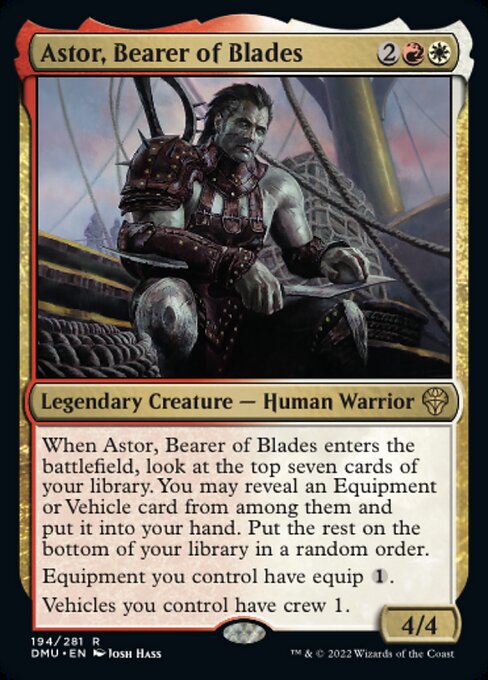 Astor, Bearer of Blades 2
Legendary Creature — Human Warrior
When Astor, Bearer of Blades enters the
battlefield, look at the top seven cards of
your library. You may reveal an Equipment
or Vehicle card from among them and
put it into your hand. Put the rest on the
bottom of your library in a random order.
Equipment you control have equip 1.
Vehicles you control have crew 1.
4/4
194/281 R
DMU • EN Josh Hass
™ & © 2022 Wizards of the Coast